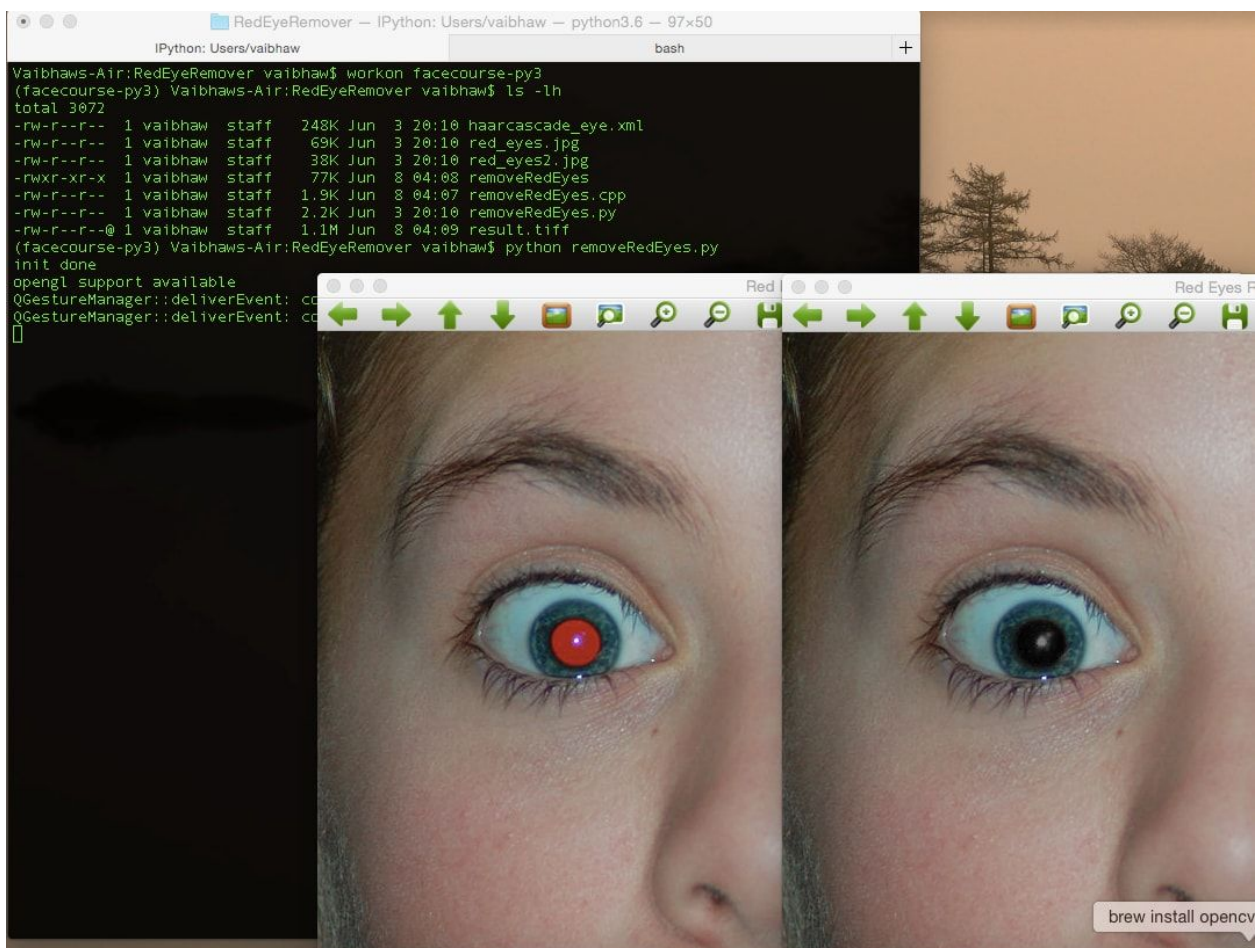 RedEyeRemover — IPython: Users/vaibhaw — python3.6 — 97×50
IPython: Users/vaibhaw
bash
+
Vaibhaws-Air:RedEyeRemover vaibhaw$ workon facecourse-py3
(facecourse-py3) Vaibhaws-Air:RedEyeRemover vaibhaw$ ls -lh
total 3072
-rw-r--r-- 1 vaibhaw staff 248K Jun 3 20:10 haarcascade_eye.xml
-rw-r--r-- 1 vaibhaw staff 69K Jun 3 20:10 red_eyes.jpg
-rw-r--r-- 1 vaibhaw staff 38K Jun 3 20:10 red_eyes2.jpg
-rwxr-xr-x 1 vaibhaw staff 77K Jun 8 04:08 removeRedEyes
-rw-r--r-- 1 vaibhaw staff 1.9K Jun 8 04:07 removeRedEyes.cpp
-rw-r--r-- 1 vaibhaw staff 2.2K Jun 3 20:10 removeRedEyes.py
-rw-r--r--@ 1 vaibhaw staff 1.1M Jun 8 04:09 result.tiff
(facecourse-py3) Vaibhaws-Air:RedEyeRemover vaibhaw$ python removeRedEyes.py
init done
opengl support available
QGestureManager::deliverEvent: co
QGestureManager::deliverEvent: co
Red
Red Eyes R
brew install opencv